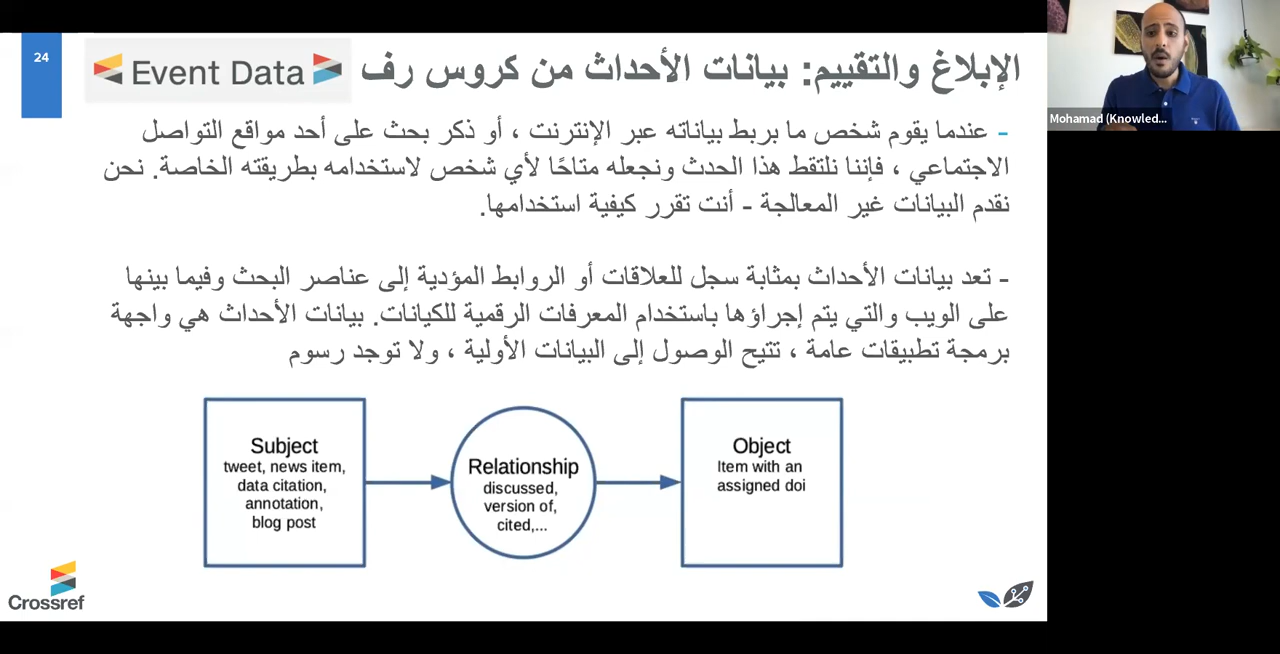 24
Event Data
الإبلاغ والتقييم: بيانات الأحداث من كروس رف
- عندما يقوم شخص ما بربط بياناته عبر الإنترنت ، أو ذكر بحث على أحد مواقع التواصل
الاجتماعي ، فإننا نلتقط هذا الحدث ونجعله متاحًا لأي شخص لاستخدامه بطريقته الخاصة. نحن
نقدم البيانات غير المعالجة - أنت تقرر كيفية استخدامها.
- تعد بيانات الأحداث بمثابة سجل للعلاقات أو الروابط المؤدية إلى عناصر البحث وفيما بينها
على الويب والتي يتم إجراؤها باستخدام المعرفات الرقمية للكيانات. بيانات الأحداث هي واجهة
برمجة تطبيقات عامة ، تتيح الوصول إلى البيانات الأولية ، ولا توجد رسوم
Subject
tweet, news item,
data citation,
annotation,
blog post
Relationship
discussed,
version of,
cited,...
Object
Item with an
assigned doi
Crossref
Mohamad (Knowled...